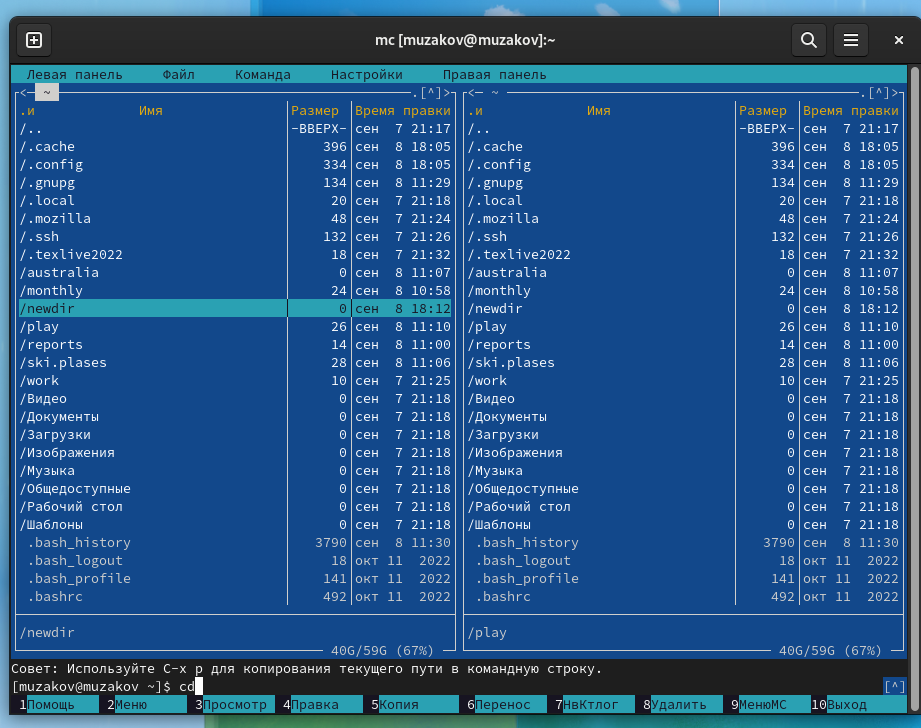 mc [muzakov@muzakov]:~
Левая панель Файл Команда Настройки Правая панель
<─ ~ .[^]> <─ ~ .[^]>
.и Имя Размер Время правки .и Имя Размер Время правки
/.. -ВВЕРХ- сен 7 21:17 /.. -ВВЕРХ- сен 7 21:17
/.cache 396 сен 8 18:05 /.cache 396 сен 8 18:05
/.config 334 сен 8 18:05 /.config 334 сен 8 18:05
/.gnupg 134 сен 8 11:29 /.gnupg 134 сен 8 11:29
/.local 20 сен 7 21:18 /.local 20 сен 7 21:18
/.mozilla 48 сен 7 21:24 /.mozilla 48 сен 7 21:24
/.ssh 132 сен 7 21:26 /.ssh 132 сен 7 21:26
/.texlive2022 18 сен 7 21:32 /.texlive2022 18 сен 7 21:32
/australia 0 сен 8 11:07 /australia 0 сен 8 11:07
/monthly 24 сен 8 10:58 /monthly 24 сен 8 10:58
/newdir 0 сен 8 18:12 /newdir 0 сен 8 18:12
/play 26 сен 8 11:10 /play 26 сен 8 11:10
/reports 14 сен 8 11:00 /reports 14 сен 8 11:00
/ski.plases 28 сен 8 11:06 /ski.plases 28 сен 8 11:06
/work 10 сен 7 21:25 /work 10 сен 7 21:25
/Видео 0 сен 7 21:18 /Видео 0 сен 7 21:18
/Документы 0 сен 7 21:18 /Документы 0 сен 7 21:18
/Загрузки 0 сен 7 21:18 /Загрузки 0 сен 7 21:18
/Изображения 0 сен 7 21:18 /Изображения 0 сен 7 21:18
/Музыка 0 сен 7 21:18 /Музыка 0 сен 7 21:18
/Общедоступные 0 сен 7 21:18 /Общедоступные 0 сен 7 21:18
/Рабочий стол 0 сен 7 21:18 /Рабочий стол 0 сен 7 21:18
/Шаблоны 0 сен 7 21:18 /Шаблоны 0 сен 7 21:18
.bash_history 3790 сен 8 11:30 .bash_history 3790 сен 8 11:30
.bash_logout 18 окт 11 2022 .bash_logout 18 окт 11 2022
.bash_profile 141 окт 11 2022 .bash_profile 141 окт 11 2022
.bashrc 492 окт 11 2022 .bashrc 492 окт 11 2022
/newdir /play
40G/59G (67%) 40G/59G (67%)
Совет: Используйте C-x p для копирования текущего пути в командную строку.
[muzakov@muzakov ~]$ cd [^]
1Помощь 2Меню 3Просмотр 4Правка 5Копия 6Перенос 7НвКтлог 8Удалить 9МенюMC 10Выход